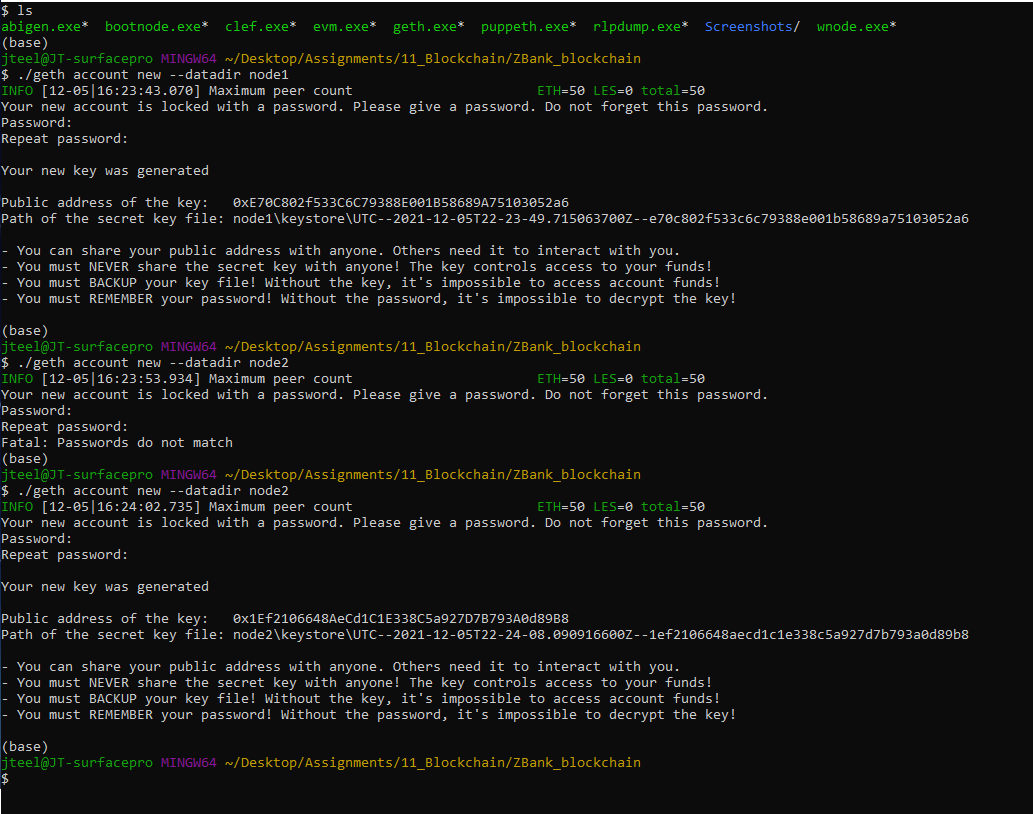 $ ls
abigen.exe* bootnode.exe* clef.exe* evm.exe* geth.exe* puppeth.exe* rlpdump.exe* Screenshots/ wnode.exe*
(base)
jteel@JT-surfacepro MINGW64 ~/Desktop/Assignments/11_Blockchain/ZBank_blockchain
$ ./geth account new --datadir node1
INFO [12-05|16:23:43.070] Maximum peer count ETH=50 LES=0 total=50
Your new account is locked with a password. Please give a password. Do not forget this password.
Password:
Repeat password:
Your new key was generated
Public address of the key: 0xE70C802f533C6C79388E001B58689A75103052a6
Path of the secret key file: node1\keystore\UTC--2021-12-05T22-23-49.715063700Z--e70c802f533c6c79388e001b58689a75103052a6
- You can share your public address with anyone. Others need it to interact with you.
- You must NEVER share the secret key with anyone! The key controls access to your funds!
- You must BACKUP your key file! Without the key, it's impossible to access account funds!
- You must REMEMBER your password! Without the password, it's impossible to decrypt the key!
(base)
jteel@JT-surfacepro MINGW64 ~/Desktop/Assignments/11_Blockchain/ZBank_blockchain
$ ./geth account new --datadir node2
INFO [12-05|16:23:53.934] Maximum peer count ETH=50 LES=0 total=50
Your new account is locked with a password. Please give a password. Do not forget this password.
Password:
Repeat password:
Fatal: Passwords do not match
(base)
jteel@JT-surfacepro MINGW64 ~/Desktop/Assignments/11_Blockchain/ZBank_blockchain
$ ./geth account new --datadir node2
INFO [12-05|16:24:02.735] Maximum peer count ETH=50 LES=0 total=50
Your new account is locked with a password. Please give a password. Do not forget this password.
Password:
Repeat password:
Your new key was generated
Public address of the key: 0x1Ef2106648AeCd1C1E338C5a927D7B793A0d89B8
Path of the secret key file: node2\keystore\UTC--2021-12-05T22-24-08.090916600Z--1ef2106648aecd1c1e338c5a927d7b793a0d89b8
- You can share your public address with anyone. Others need it to interact with you.
- You must NEVER share the secret key with anyone! The key controls access to your funds!
- You must BACKUP your key file! Without the key, it's impossible to access account funds!
- You must REMEMBER your password! Without the password, it's impossible to decrypt the key!
(base)
jteel@JT-surfacepro MINGW64 ~/Desktop/Assignments/11_Blockchain/ZBank_blockchain
$